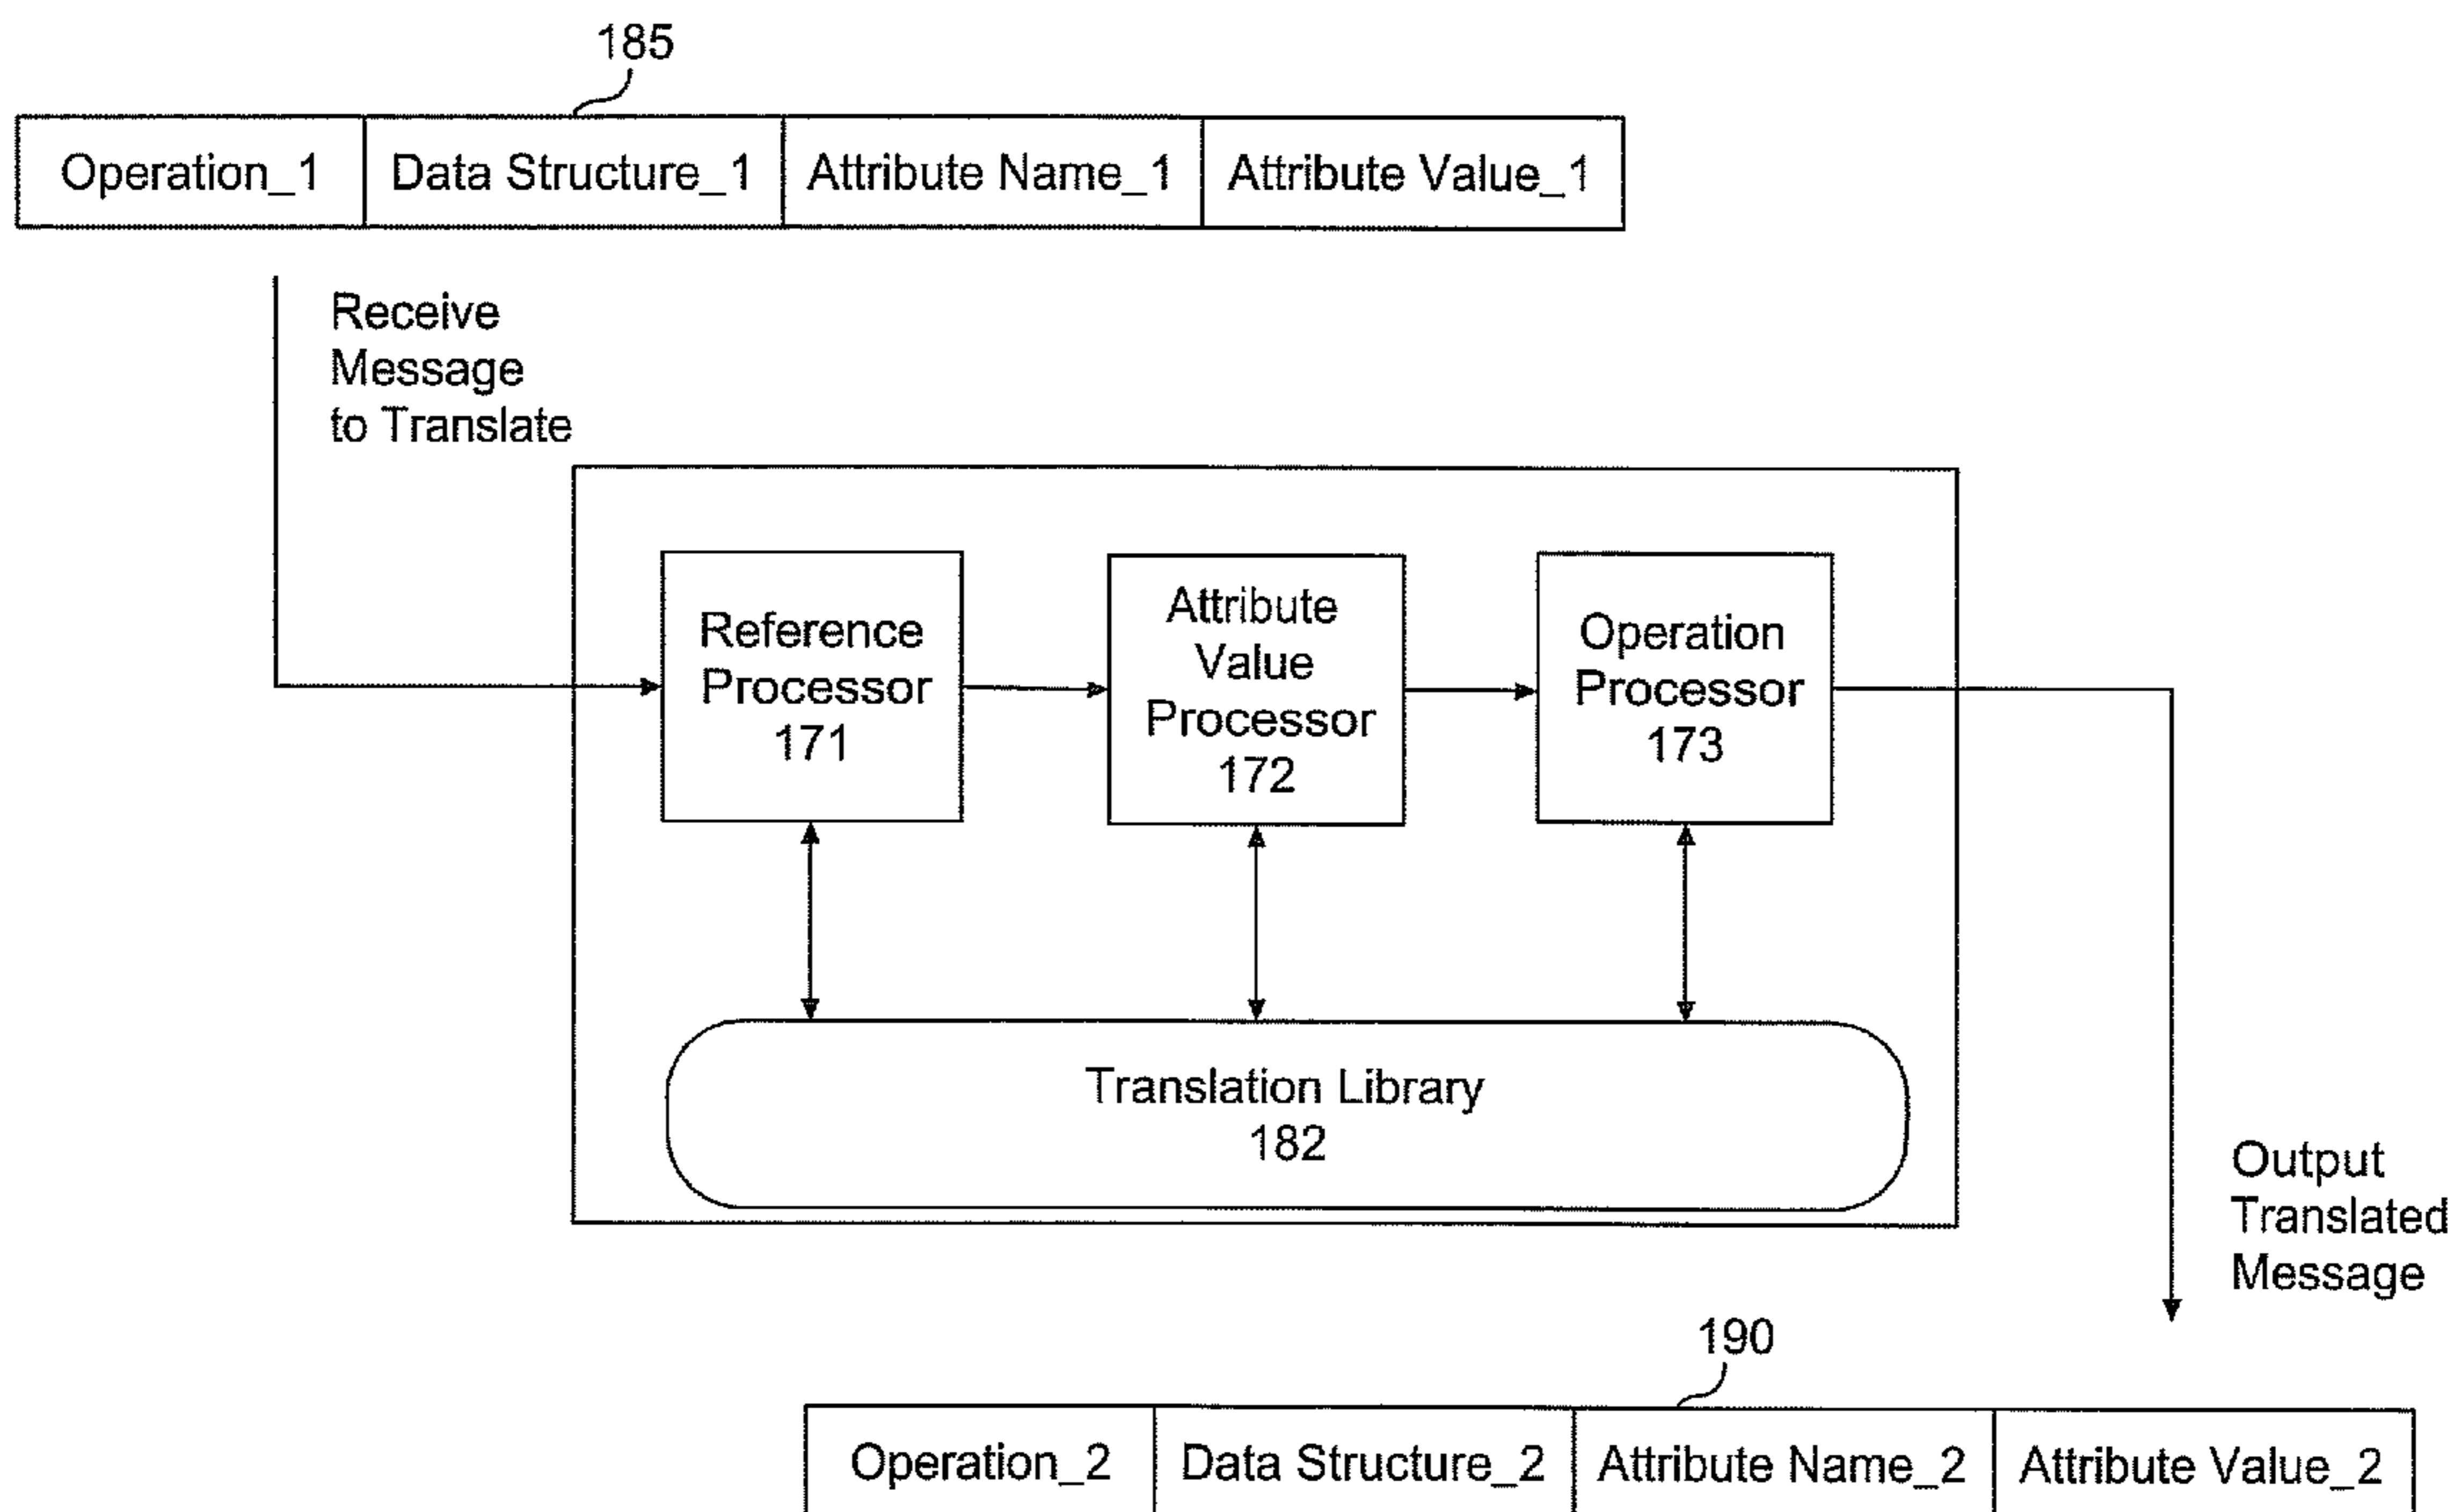 185
Operation_1 Data Structure_1 Attribute Name_1 Attribute Value_1
Receive
Message
to Translate
Reference
Processor
171
Attribute
Value
Processor
172
Operation
Processor
173
Translation Library
182
Output
Translated
Message
190
Operation_2 Data Structure_2 Attribute Name_2 Attribute Value_2